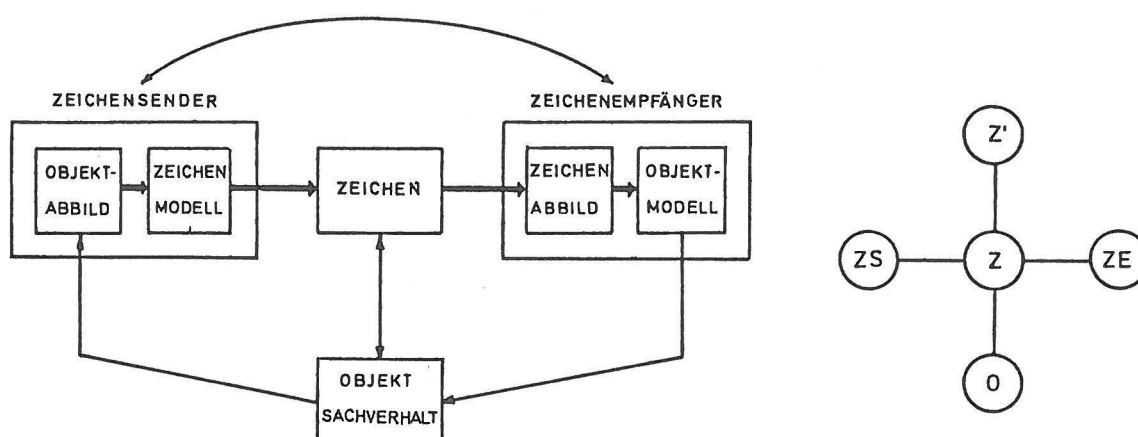 ZEICHENSENDER
ZEICHENEMPFÄNGER
OBJEKT-
ABBILD
ZEICHEN
MODELL
ZEICHEN
ZEICHEN
ABBILD
OBJEKT-
MODELL
OBJEKT
SACHVERHALT
Z'
ZS
Z
ZE
O